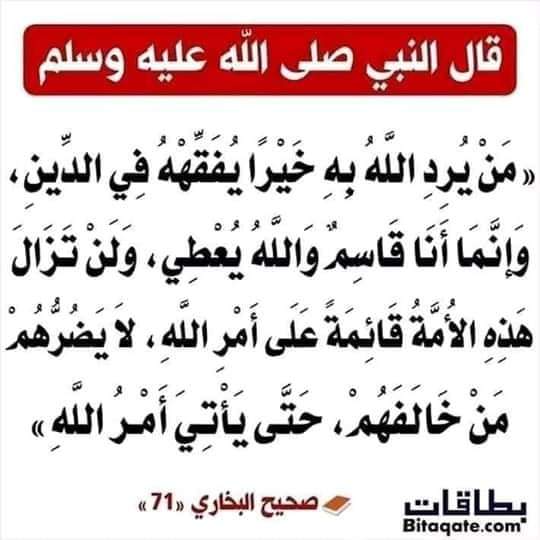 قال النبي صلى الله عليه وسلم
«مَنْ يُرِدِ اللَّهُ بِهِ خَيْرًا يُفَقِّهْهُ فِي الدِّينِ،
وَإِنَّمَا أَنَا قَاسِمٌ وَاللَّهُ يُعْطِي، وَلَنْ تَزَالَ
هَذِهِ الأُمَّةُ قَائِمَةً عَلَى أَمْرِ اللَّهِ، لاَ يَضُرُّهُمْ
مَنْ خَالَفَهُمْ، حَتَّى يَأْتِيَ أَمْرُ اللَّهِ»
صحيح البخاري «71»
بطاقات
Bitaqate.com